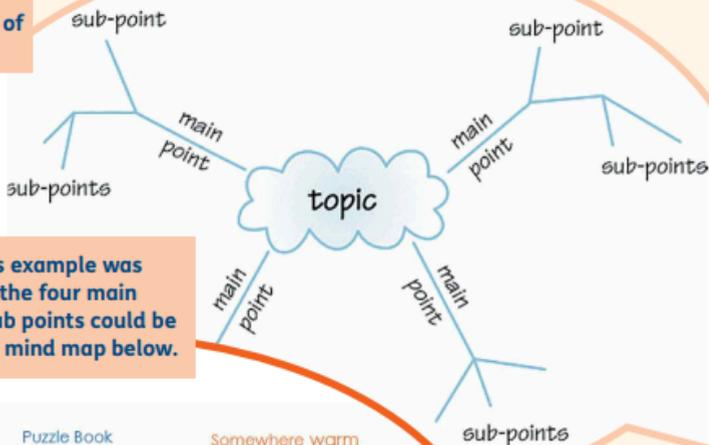 of
sub-point
sub-point
main
point
main
point
topic
sub-points
sub-points
s example was
the four main
ub points could be
mind map below.
main
point
main
point
sub-points
Puzzle Book
Somewhere warm